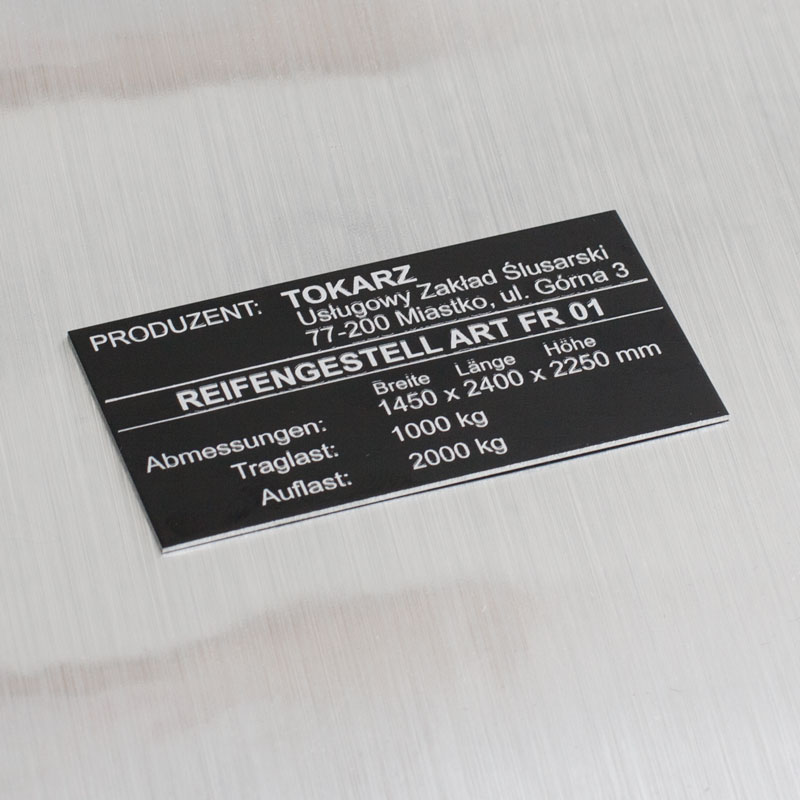 PRODUZENT: TOKARZ
Usługowy Zakład Ślusarski
77-200 Miastko, ul. Górna 3
REIFENGESTELL ART FR 01
Breite Länge Höhe
Abmessungen: 1450 x 2400 x 2250 mm
Traglast: 1000 kg
Auflast: 2000 kg